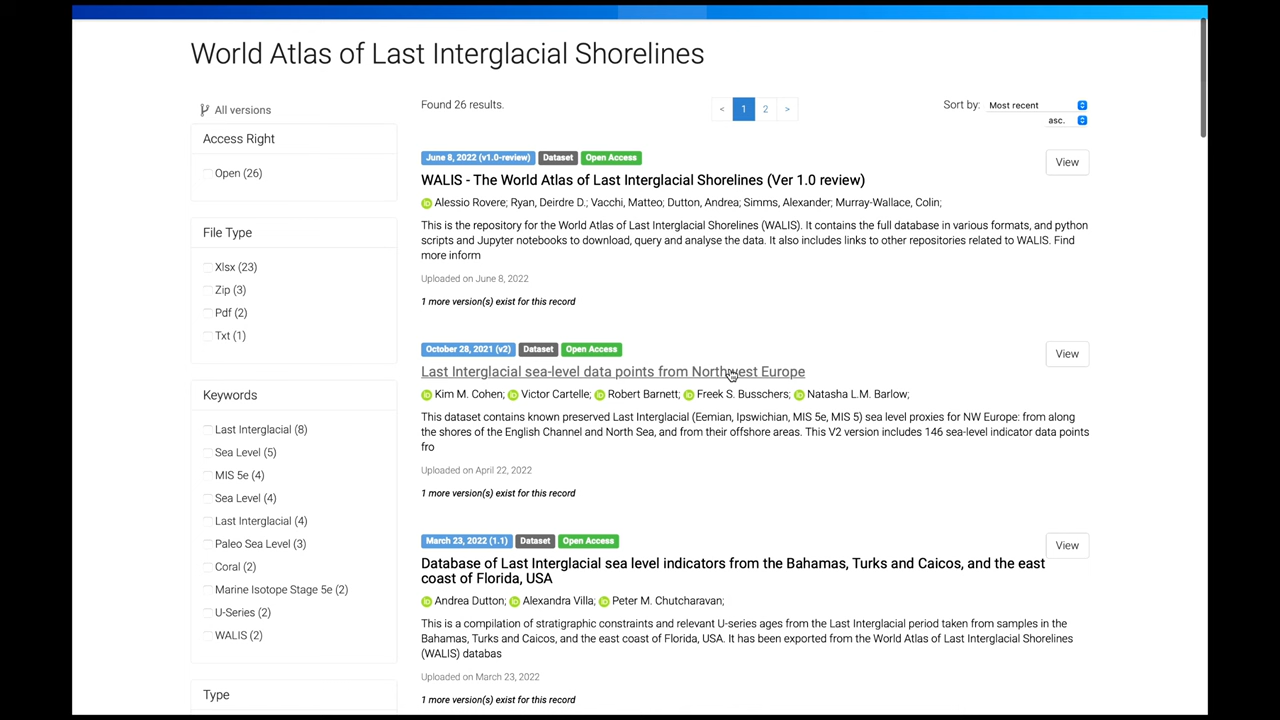 World Atlas of Last Interglacial Shorelines
All versions
Access Right
Open (26)
File Type
Xlsx (23)
Zip (3)
Pdf (2)
Txt (1)
Keywords
Last Interglacial (8)
Sea Level (5)
MIS 5e (4)
Sea Level (4)
Last Interglacial (4)
Paleo Sea Level (3)
Coral (2)
Marine Isotope Stage 5e (2)
U-Series (2)
WALIS (2)
Type
Found 26 results.
< 1 2 >
Sort by: Most recent
asc.
June 8, 2022 (v1.0-review) Dataset Open Access
View
WALIS - The World Atlas of Last Interglacial Shorelines (Ver 1.0 review)
Alessio Rovere; Ryan, Deirdre D.; Vacchi, Matteo; Dutton, Andrea; Simms, Alexander; Murray-Wallace, Colin;
This is the repository for the World Atlas of Last Interglacial Shorelines (WALIS). It contains the full database in various formats, and python
scripts and Jupyter notebooks to download, query and analyse the data. It also includes links to other repositories related to WALIS. Find
more inform
Uploaded on June 8, 2022
1 more version(s) exist for this record
October 28, 2021 (v2) Dataset Open Access
View
Last Interglacial sea-level data points from Northwest Europe
Kim M. Cohen; Victor Cartelle; Robert Barnett; Freek S. Busschers; Natasha L.M. Barlow;
This dataset contains known preserved Last Interglacial (Eemian, Ipswichian, MIS 5e, MIS 5) sea level proxies for NW Europe: from along
the shores of the English Channel and North Sea, and from their offshore areas. This V2 version includes 146 sea-level indicator data points
fro
Uploaded on April 22, 2022
1 more version(s) exist for this record
March 23, 2022 (1.1) Dataset Open Access
View
Database of Last Interglacial sea level indicators from the Bahamas, Turks and Caicos, and the east
coast of Florida, USA
Andrea Dutton; Alexandra Villa; Peter M. Chutcharavan;
This is a compilation of stratigraphic constraints and relevant U-series ages from the Last Interglacial period taken from samples in the
Bahamas, Turks and Caicos, and the east coast of Florida, USA. It has been exported from the World Atlas of Last Interglacial Shorelines
(WALIS) databas
Uploaded on March 23, 2022
1 more version(s) exist for this record